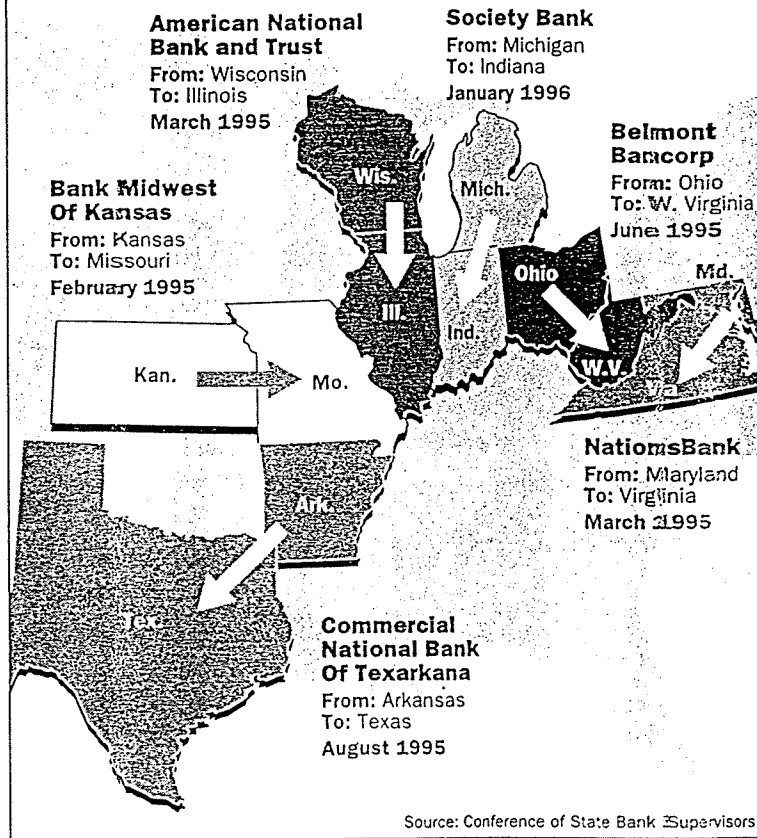 American National
Bank and Trust
From: Wisconsin
To: Illinois
March 1995
Society Bank
From: Michigan
To: Indiana
January 1996
Belmont
Bancorp
From: Ohio
To: W. Virginia
June 1995
Bank Midwest
Of Kansas
From: Kansas
To: Missouri
February 1995
Wis.
Mich.
Ohio
Md.
Ill.
Ind.
W.V.
Kan.
Mo.
NationsBank
From: Maryland
To: Virginia
March 1995
Ark.
Tex.
Commercial
National Bank
Of Texarkana
From: Arkansas
To: Texas
August 1995
Source: Conference of State Bank Supervisors